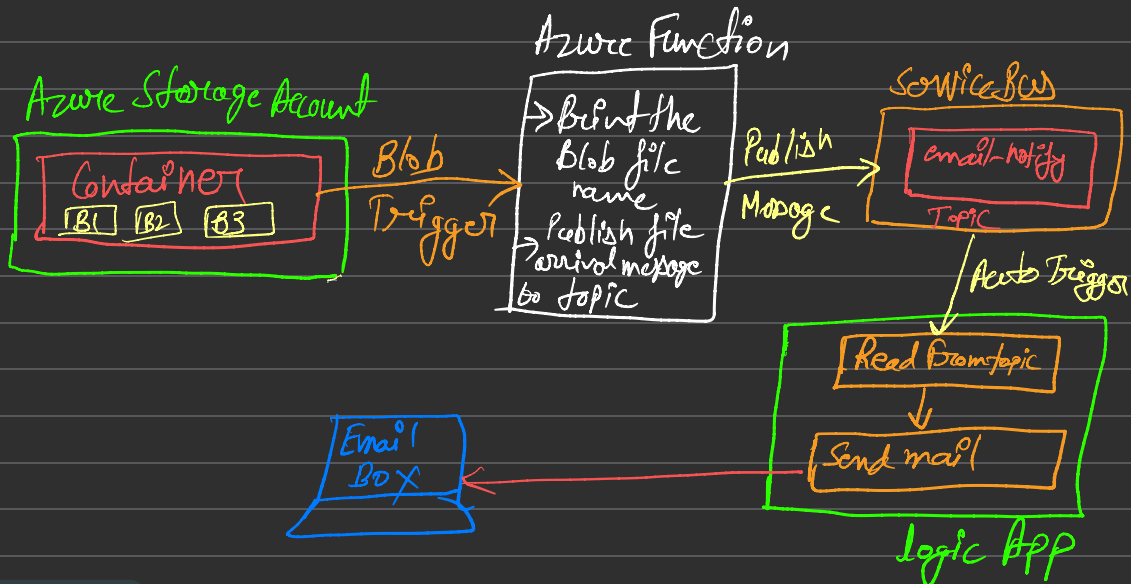 Azure Storage Account
Container
B1 B2 B3
Blob
Trigger
Azure Function
→ Print the
Blob file
name
→ Publish file
arrival message
to topic
Publish
Message
ServiceBus
email-notify
Topic
Auto Trigger
Read From topic
Send mail
Logic App
Email
Box